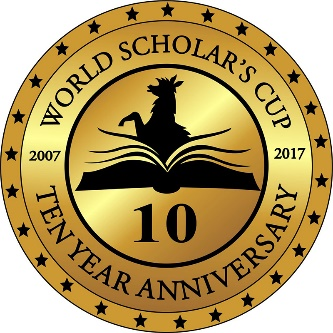 WORLD SCHOLAR'S CUP
2007
2017
10
TEN YEAR ANNIVERSARY